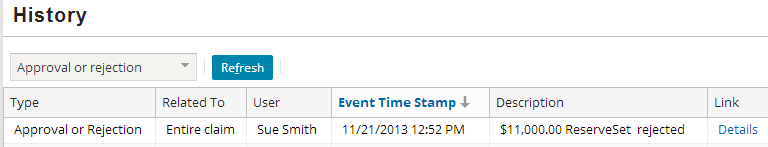 History
Approval or rejection Refresh
Type Related To User Event Time Stamp Description Link
Approval or Rejection Entire claim Sue Smith 11/21/2013 12:52 PM $11,000.00 ReserveSet rejected Details